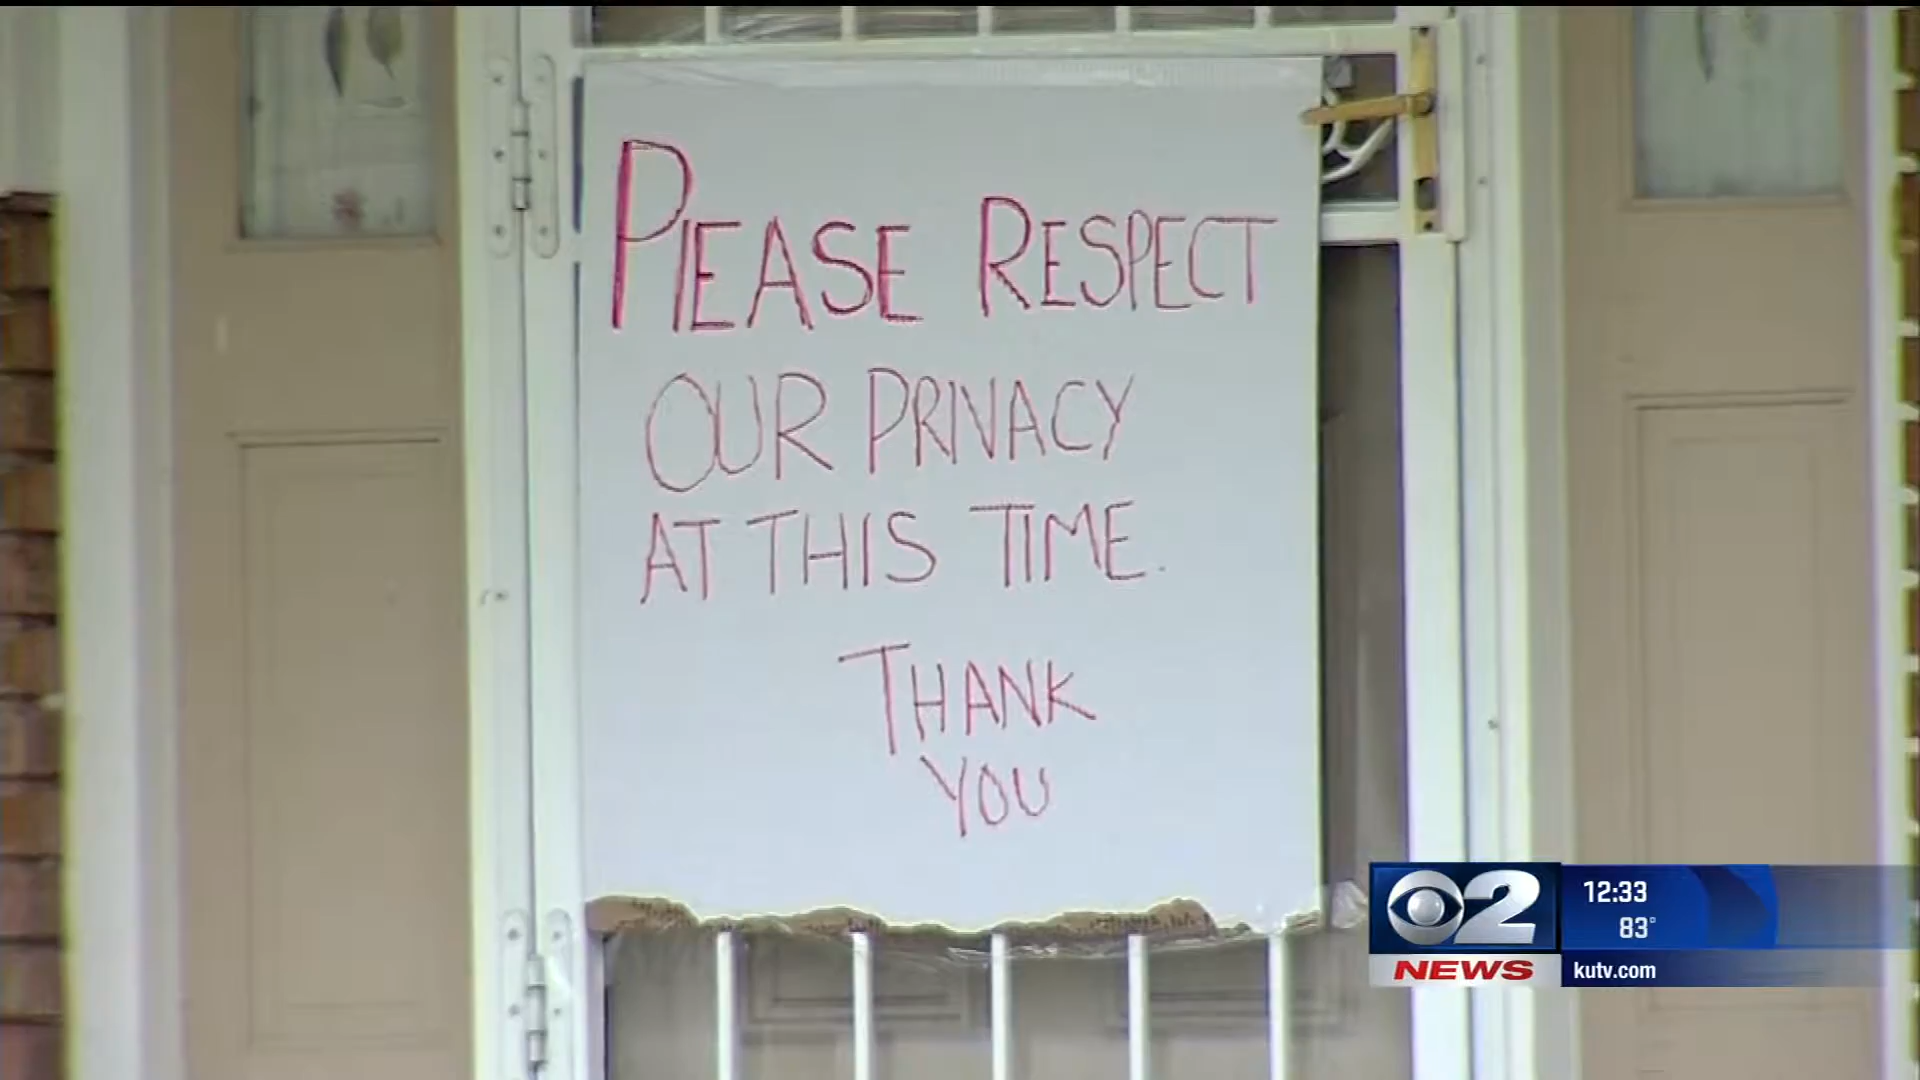 PLEASE RESPECT
OUR PRIVACY
AT THIS TIME.
THANK
YOU
2
NEWS
12:33
83°
kutv.com